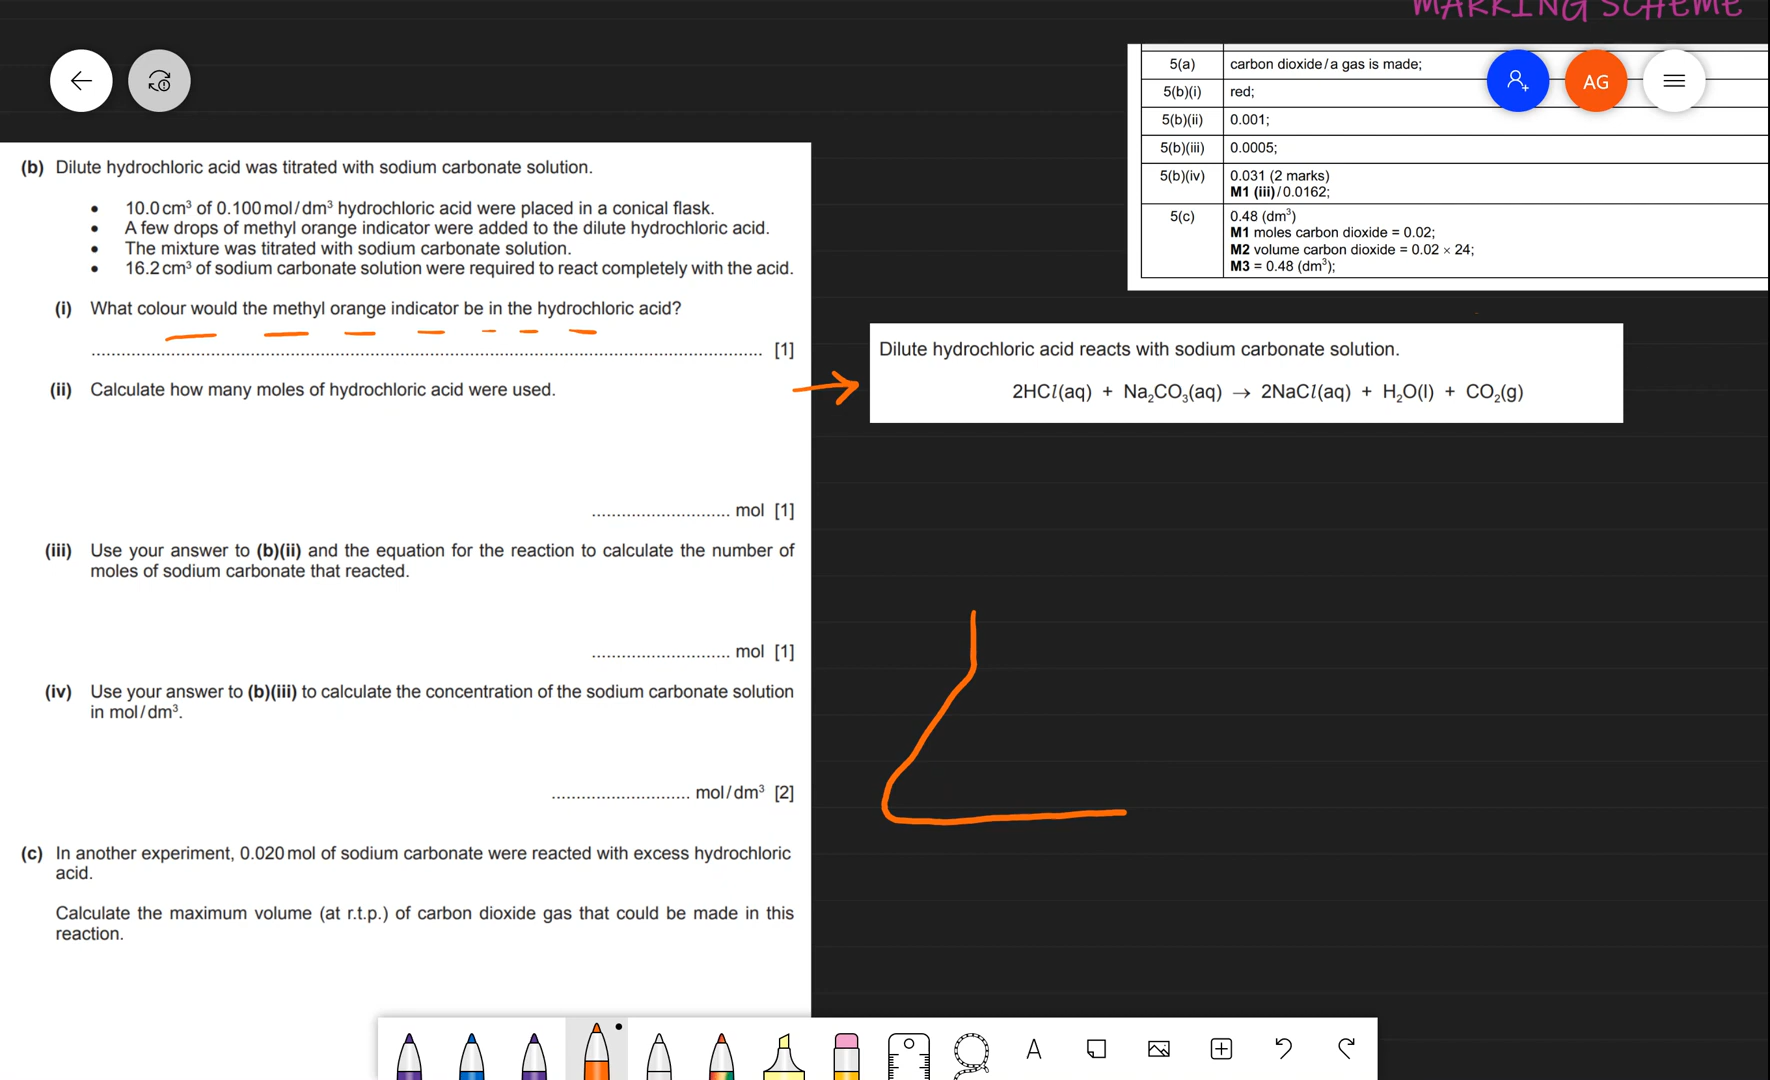 MARKING SCHEME
5(a) carbon dioxide/a gas is made;
5(b)(i) red;
5(b)(ii) 0.001;
5(b)(iii) 0.0005;
5(b)(iv) 0.031 (2 marks)
M1 (iii)/0.0162;
5(c) 0.48 (dm³)
M1 moles carbon dioxide = 0.02;
M2 volume carbon dioxide = 0.02 × 24;
M3 = 0.48 (dm³);
AG
(b) Dilute hydrochloric acid was titrated with sodium carbonate solution.
• 10.0 cm³ of 0.100 mol/dm³ hydrochloric acid were placed in a conical flask.
• A few drops of methyl orange indicator were added to the dilute hydrochloric acid.
• The mixture was titrated with sodium carbonate solution.
• 16.2 cm³ of sodium carbonate solution were required to react completely with the acid.
(i) What colour would the methyl orange indicator be in the hydrochloric acid?
[1]
(ii) Calculate how many moles of hydrochloric acid were used.
mol [1]
(iii) Use your answer to (b)(ii) and the equation for the reaction to calculate the number of
moles of sodium carbonate that reacted.
mol [1]
(iv) Use your answer to (b)(iii) to calculate the concentration of the sodium carbonate solution
in mol/dm³.
mol/dm³ [2]
(c) In another experiment, 0.020 mol of sodium carbonate were reacted with excess hydrochloric
acid.
Calculate the maximum volume (at r.t.p.) of carbon dioxide gas that could be made in this
reaction.
Dilute hydrochloric acid reacts with sodium carbonate solution.
2HCl(aq) + Na₂CO₃(aq) → 2NaCl(aq) + H₂O(l) + CO₂(g)
A